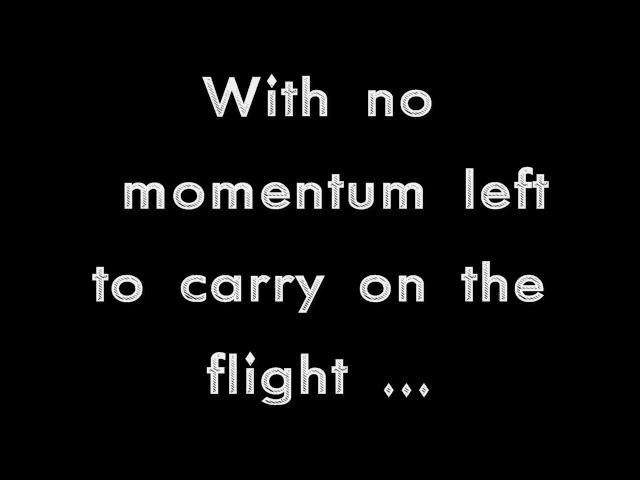 With no
momentum left
to carry on the
flight ...